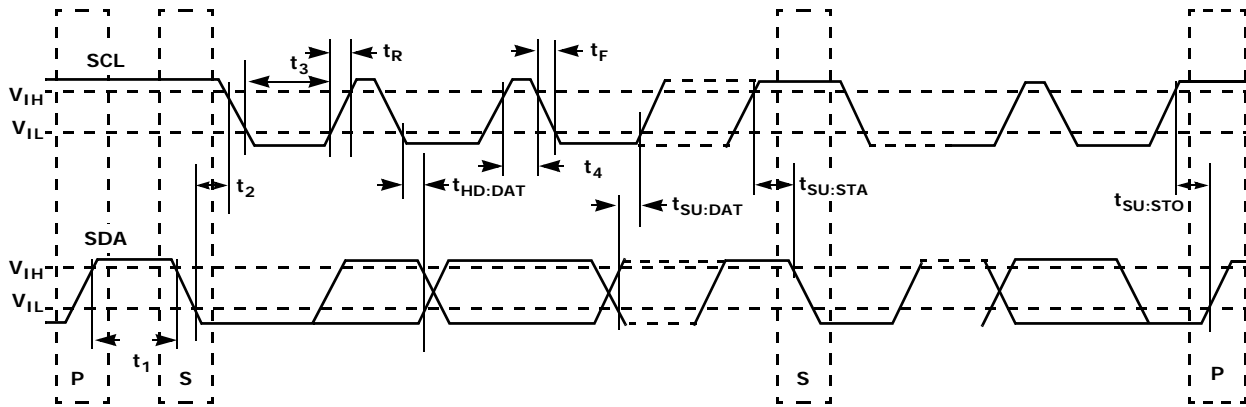 SCL
t3
tR
tF
VIH
VIL
t2
tHD:DAT
t4
tSU:DAT
tSU:STA
tSU:STO
SDA
VIH
VIL
t1
P
S
S
P